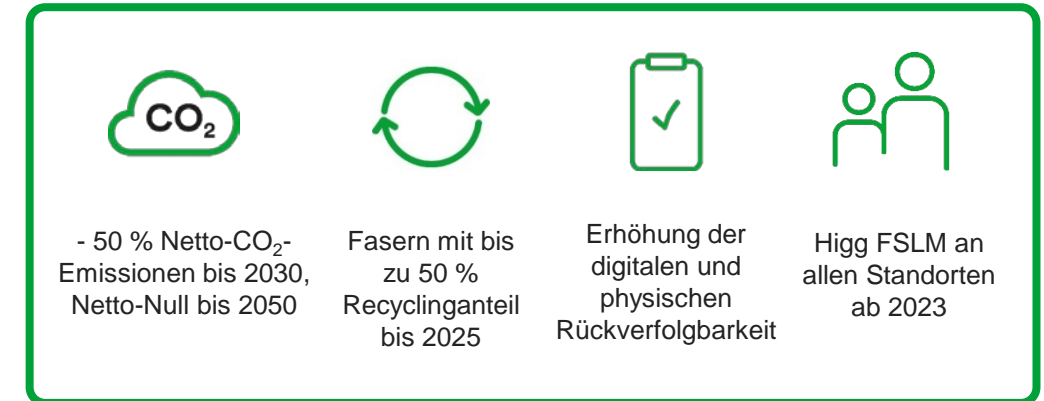 CO₂
- 50 % Netto-CO₂-
Emissionen bis 2030,
Netto-Null bis 2050
Fasern mit bis
zu 50 %
Recyclinganteil
bis 2025
Erhöhung der
digitalen und
physischen
Rückverfolgbarkeit
Higg FSLM an
allen Standorten
ab 2023